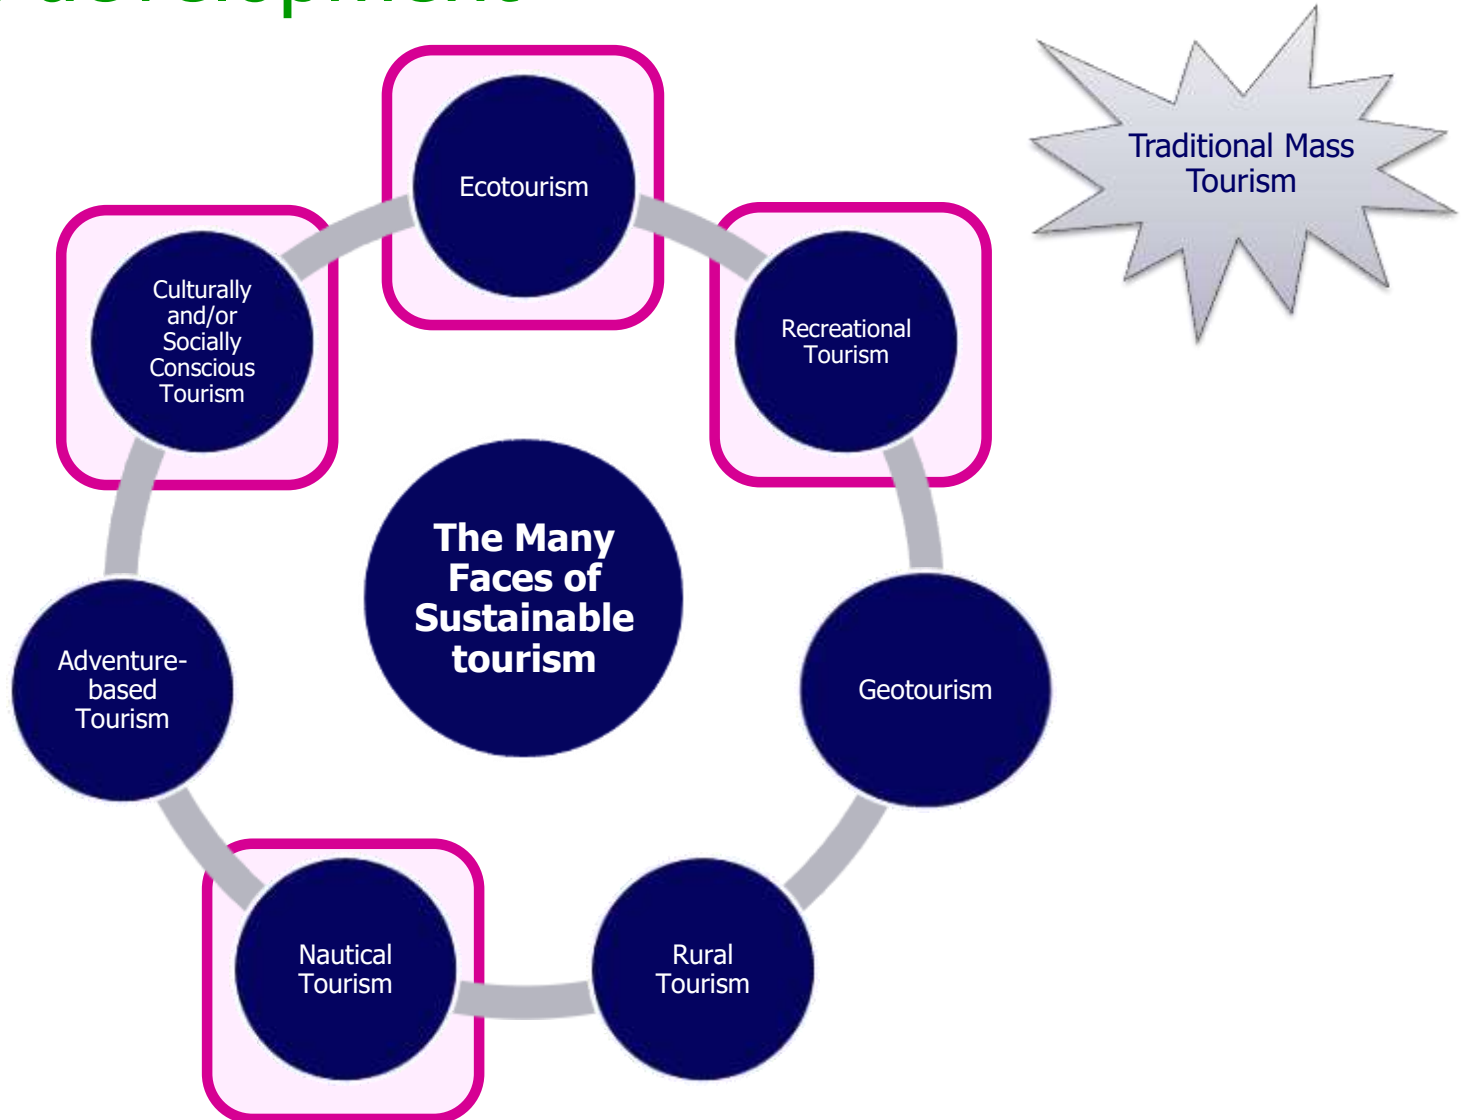 development
Traditional Mass
Tourism
Ecotourism
Recreational
Tourism
Culturally
and/or
Socially
Conscious
Tourism
The Many
Faces of
Sustainable
tourism
Adventure-
based
Tourism
Geotourism
Nautical
Tourism
Rural
Tourism